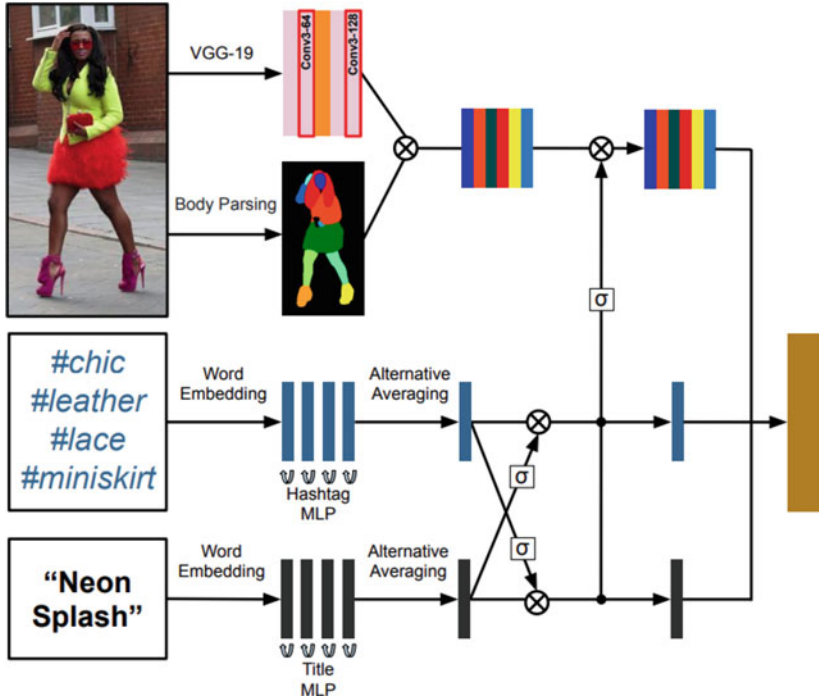 VGG-19
Conv3-64
Conv3-128
Body Parsing
σ
#chic
#leather
#lace
#miniskirt
Word
Embedding
Alternative
Averaging
Hashtag
MLP
σ
σ
"Neon
Splash"
Word
Embedding
Alternative
Averaging
Title
MLP